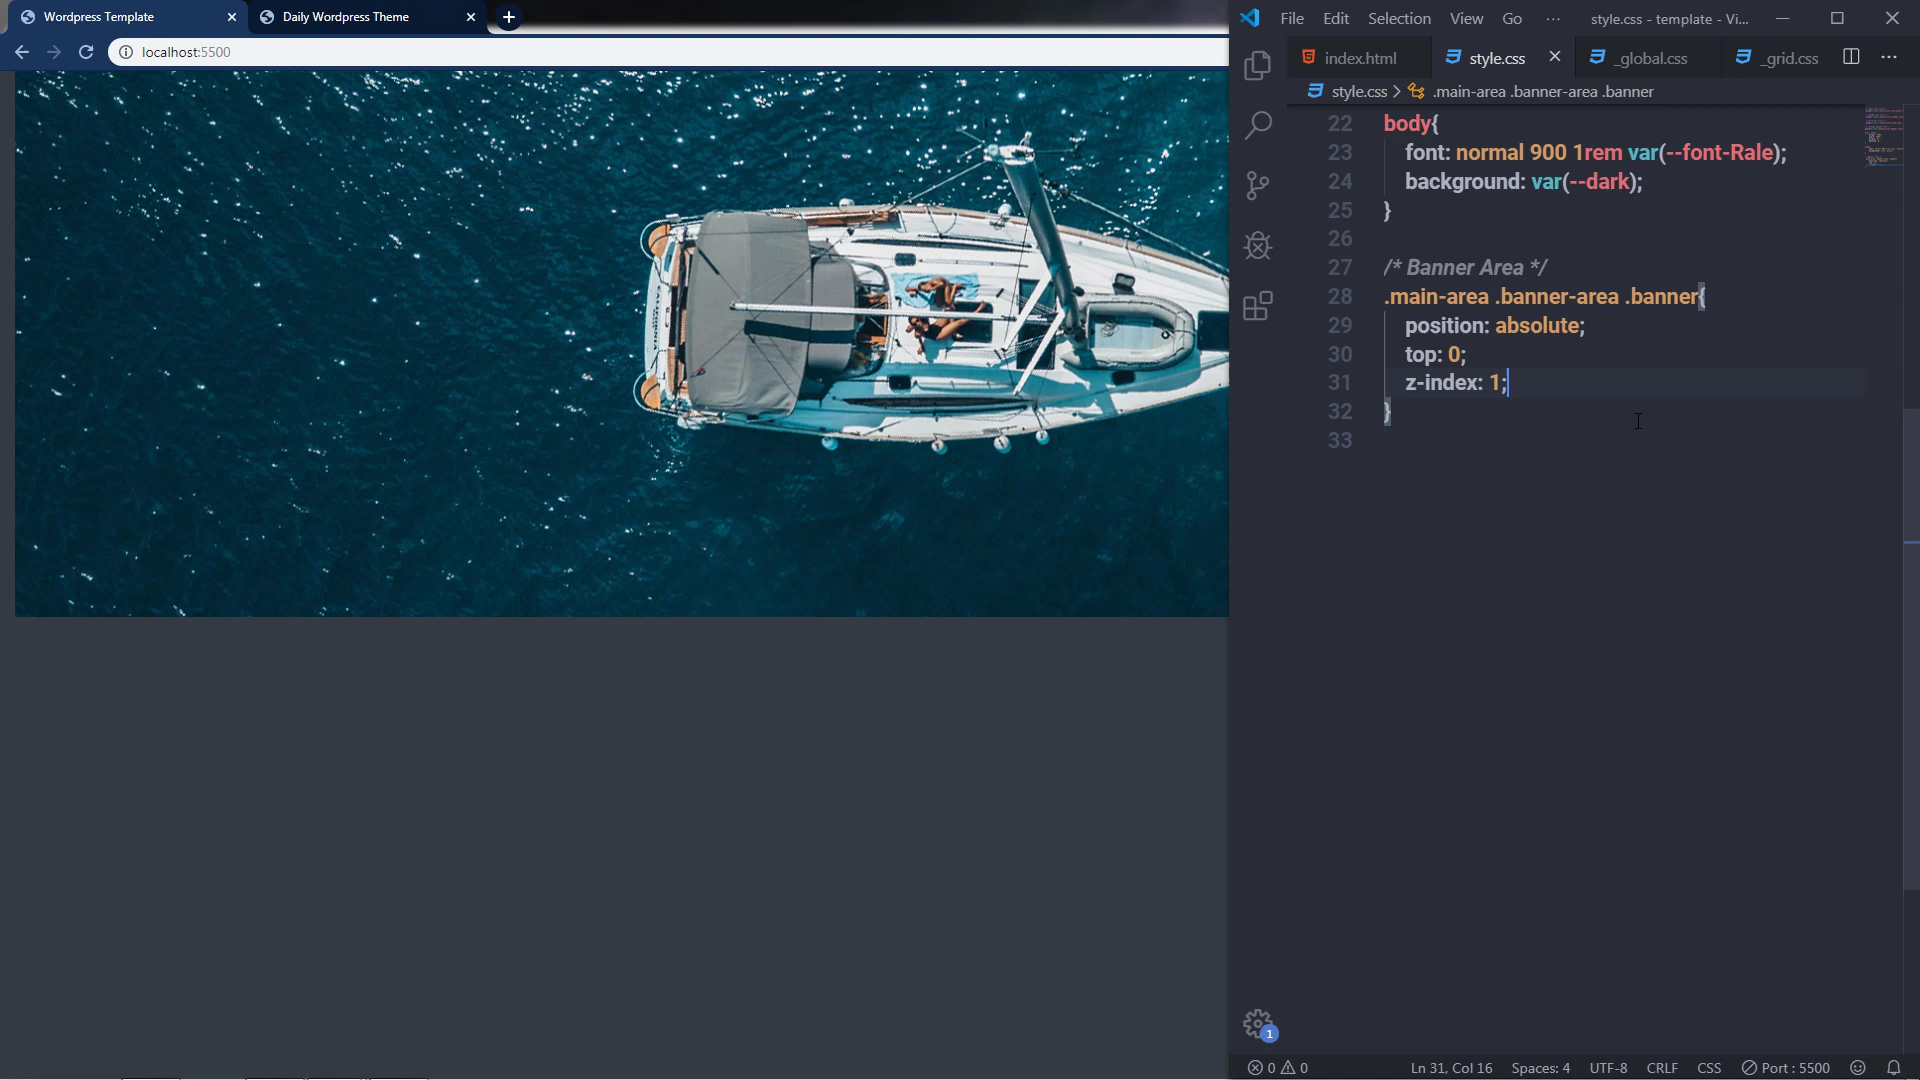 Wordpress Template
Daily Wordpress Theme
localhost:5500
File Edit Selection View Go ··· style.css - template - Vi...
index.html style.css _global.css _grid.css
style.css > .main-area .banner-area .banner
22 body{
23 font: normal 900 1rem var(--font-Rale);
24 background: var(--dark);
25 }
26
27 /* Banner Area */
28 .main-area .banner-area .banner{
29 position: absolute;
30 top: 0;
31 z-index: 1;
32 }
33
1
0 0 Ln 31, Col 16 Spaces: 4 UTF-8 CRLF CSS Port : 5500